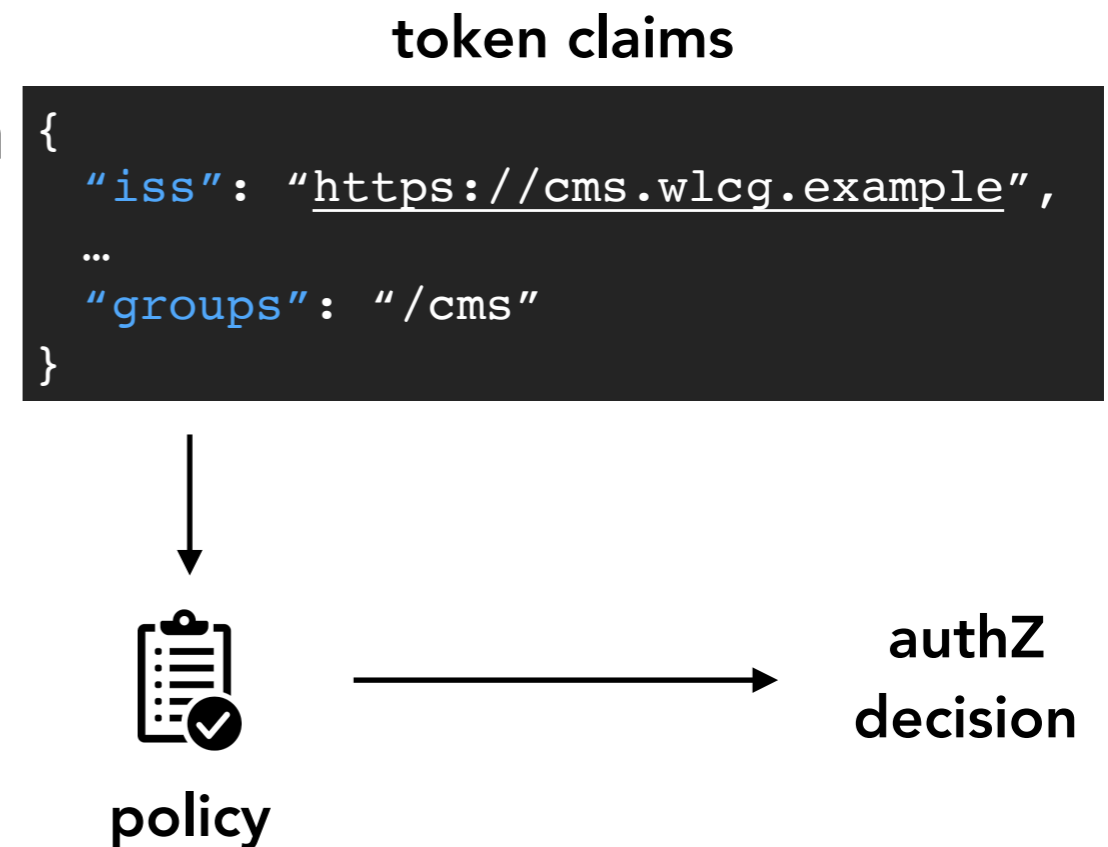 token claims
{
“iss”: “https://cms.wlcg.example”,
…
“groups”: “/cms”
}
authZ
decision
policy